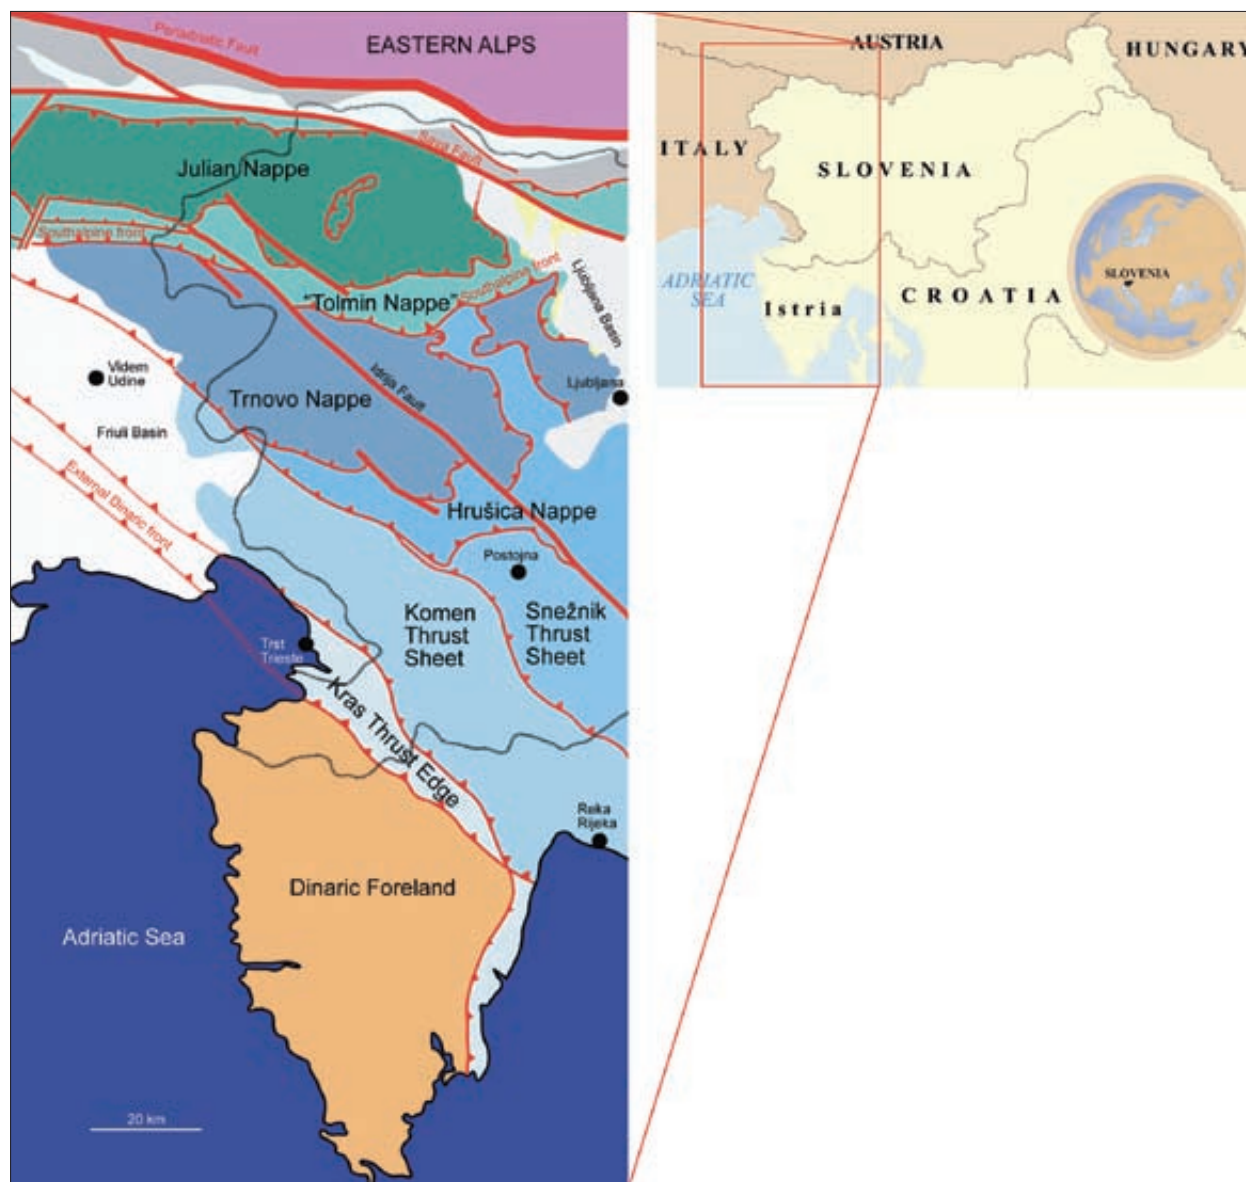 EASTERN ALPS
Periadriatic Fault
Sava Fault
Julian Nappe
Southalpine front
Southalpine front
"Tolmin Nappe"
Ljubljana Basin
Videm
Udine
Trnovo Nappe
Idrija Fault
Ljubljana
Friuli Basin
External Dinaric front
Hrušica Nappe
Postojna
Komen
Thrust
Sheet
Snežnik
Thrust
Sheet
Trst
Trieste
Kras Thrust Edge
Reka
Rijeka
Dinaric Foreland
Adriatic Sea
20 km
AUSTRIA
HUNGARY
ITALY
SLOVENIA
ADRIATIC
SEA
Istria
CROATIA
SLOVENIA